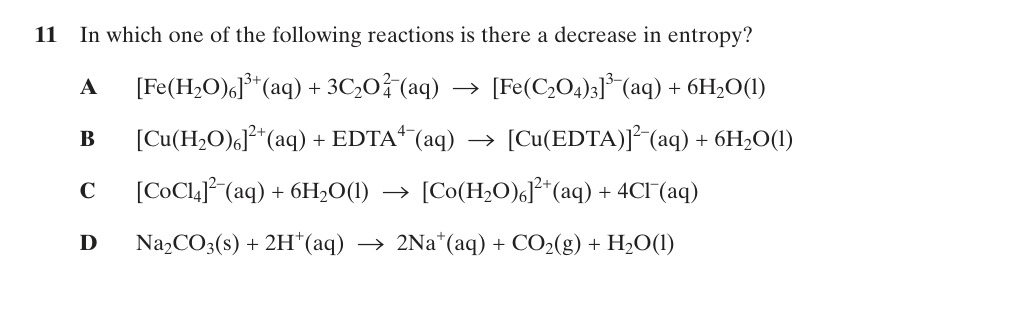 11 In which one of the following reactions is there a decrease in entropy?
A [Fe(H₂O)₆]³⁺(aq) + 3C₂O₄²⁻(aq) → [Fe(C₂O₄)₃]³⁻(aq) + 6H₂O(l)
B [Cu(H₂O)₆]²⁺(aq) + EDTA⁴⁻(aq) → [Cu(EDTA)]²⁻(aq) + 6H₂O(l)
C [CoCl₄]²⁻(aq) + 6H₂O(l) → [Co(H₂O)₆]²⁺(aq) + 4Cl⁻(aq)
D Na₂CO₃(s) + 2H⁺(aq) → 2Na⁺(aq) + CO₂(g) + H₂O(l)